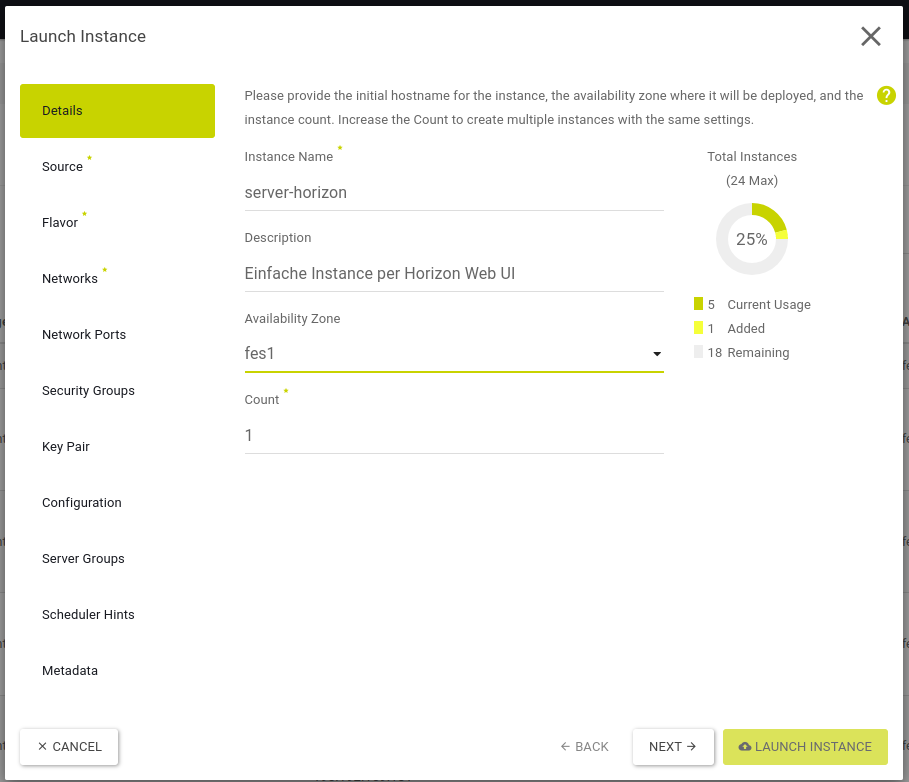 Launch Instance
Details
Source *
Flavor *
Networks *
Network Ports
Security Groups
Key Pair
Configuration
Server Groups
Scheduler Hints
Metadata
Please provide the initial hostname for the instance, the availability zone where it will be deployed, and the
instance count. Increase the Count to create multiple instances with the same settings.
?
Instance Name *
server-horizon
Description
Einfache Instance per Horizon Web UI
Availability Zone
fes1
Count *
1
Total Instances
(24 Max)
25%
5 Current Usage
1 Added
18 Remaining
✕ CANCEL
← BACK
NEXT →
LAUNCH INSTANCE